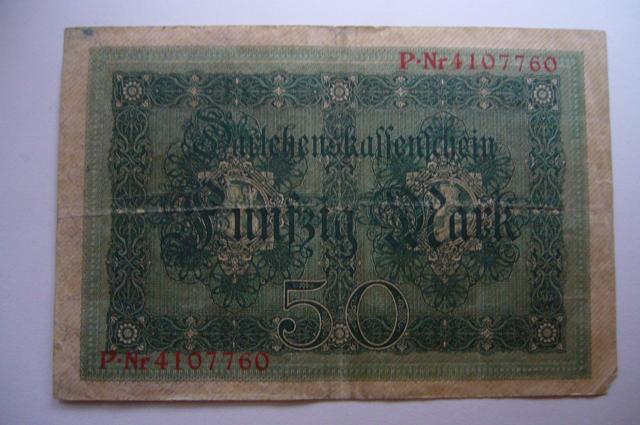 P·Nr 4107760
Darlehenskassenschein
Fünfzig Mark
50
P·Nr 4107760